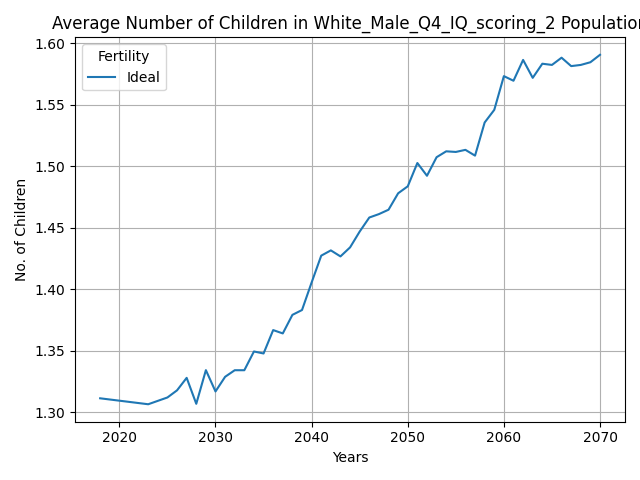 Average Number of Children in White_Male_Q4_IQ_scoring_2 Population
Fertility
Ideal
1.60
1.55
1.50
1.45
1.40
1.35
1.30
No. of Children
2020 2030 2040 2050 2060 2070
Years